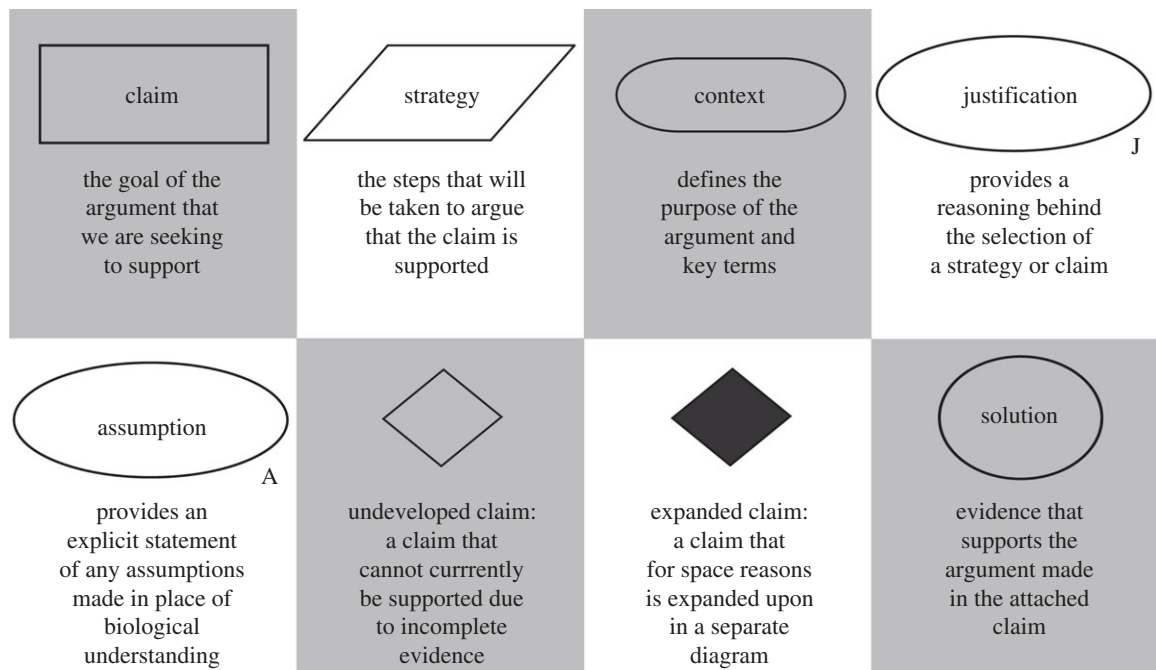 claim
the goal of the
argument that
we are seeking
to support
strategy
the steps that will
be taken to argue
that the claim is
supported
context
defines the
purpose of the
argument and
key terms
justification
J
provides a
reasoning behind
the selection of
a strategy or claim
assumption
A
provides an
explicit statement
of any assumptions
made in place of
biological
understanding
undeveloped claim:
a claim that
cannot currrently
be supported due
to incomplete
evidence
expanded claim:
a claim that
for space reasons
is expanded upon
in a separate
diagram
solution
evidence that
supports the
argument made
in the attached
claim